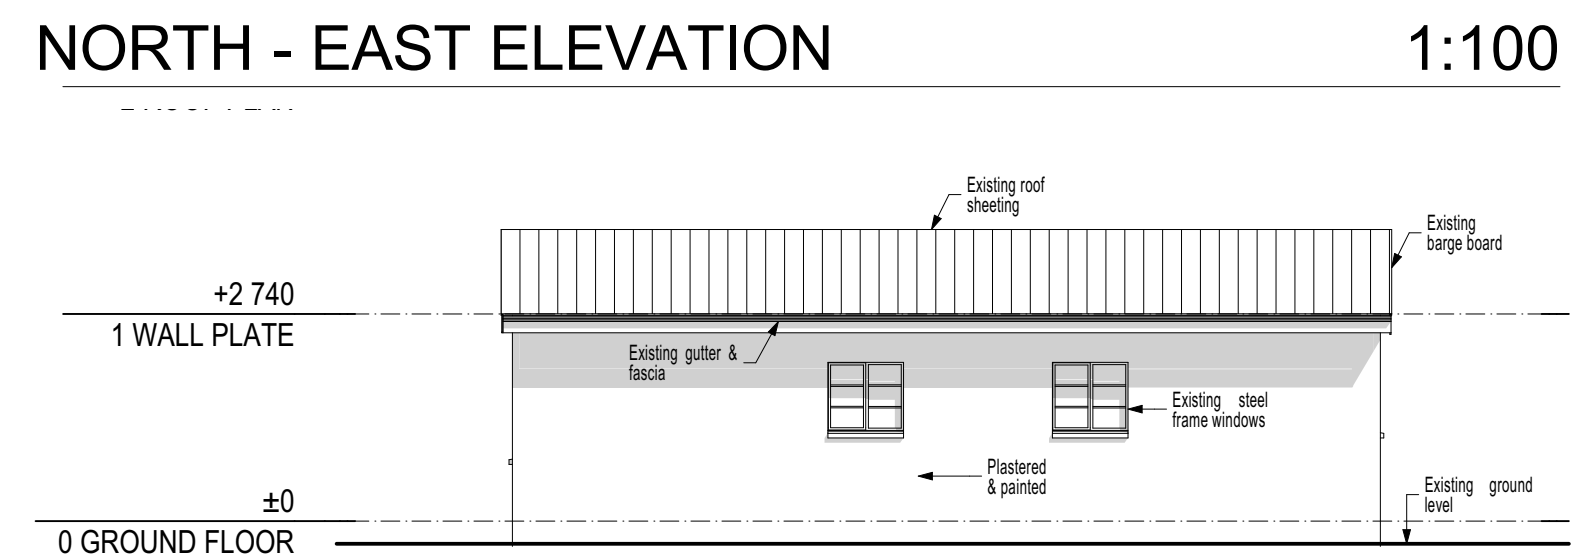 NORTH - EAST ELEVATION 1:100
Existing roof
sheeting
Existing
barge board
+2 740
1 WALL PLATE
Existing gutter &
fascia
Existing steel
frame windows
Plastered
& painted
Existing ground
level
±0
0 GROUND FLOOR